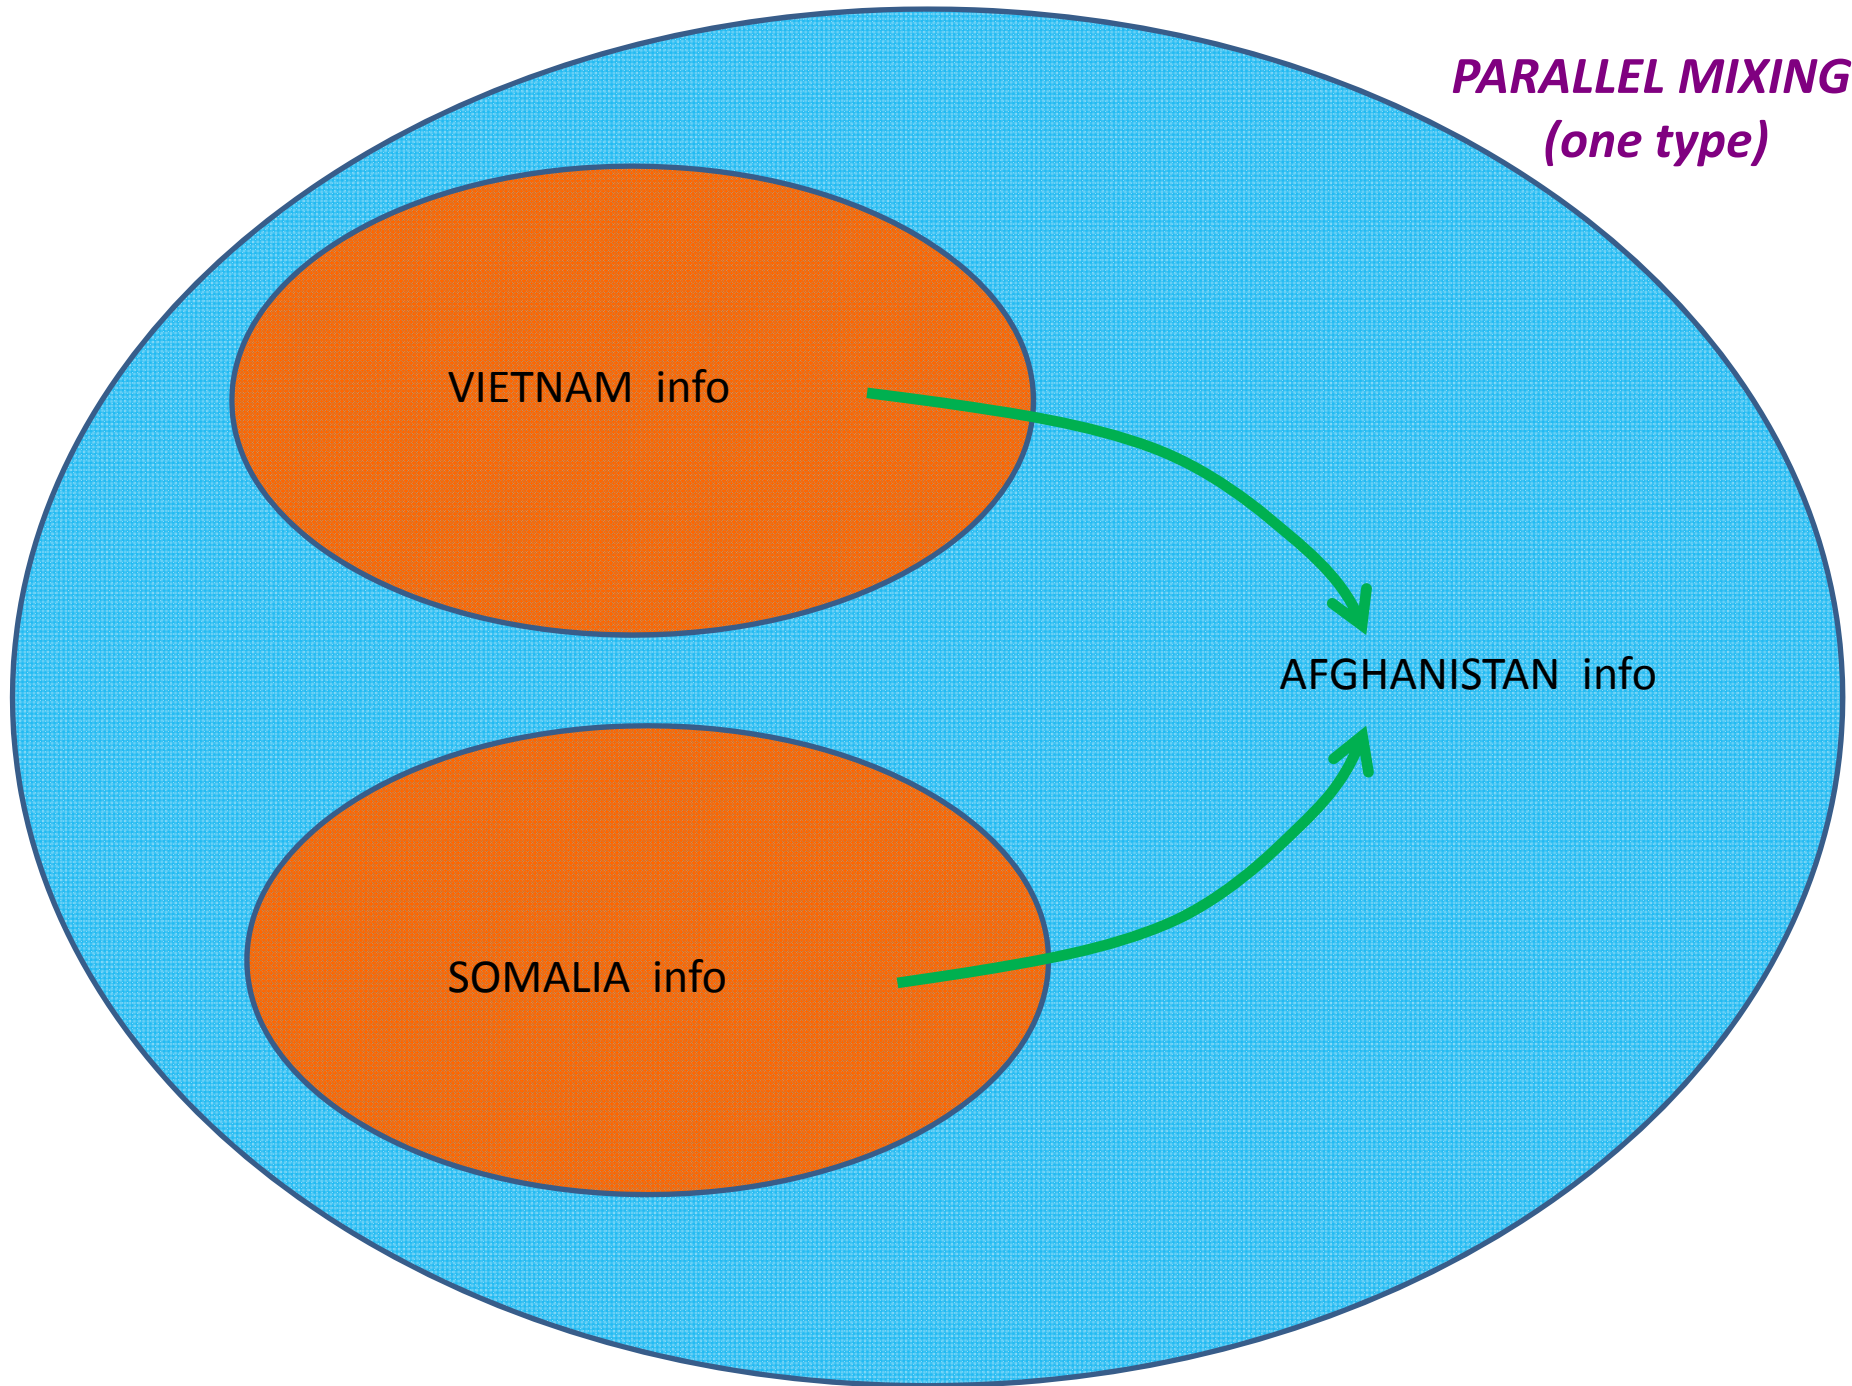 PARALLEL MIXING
(one type)
VIETNAM info
AFGHANISTAN info
SOMALIA info